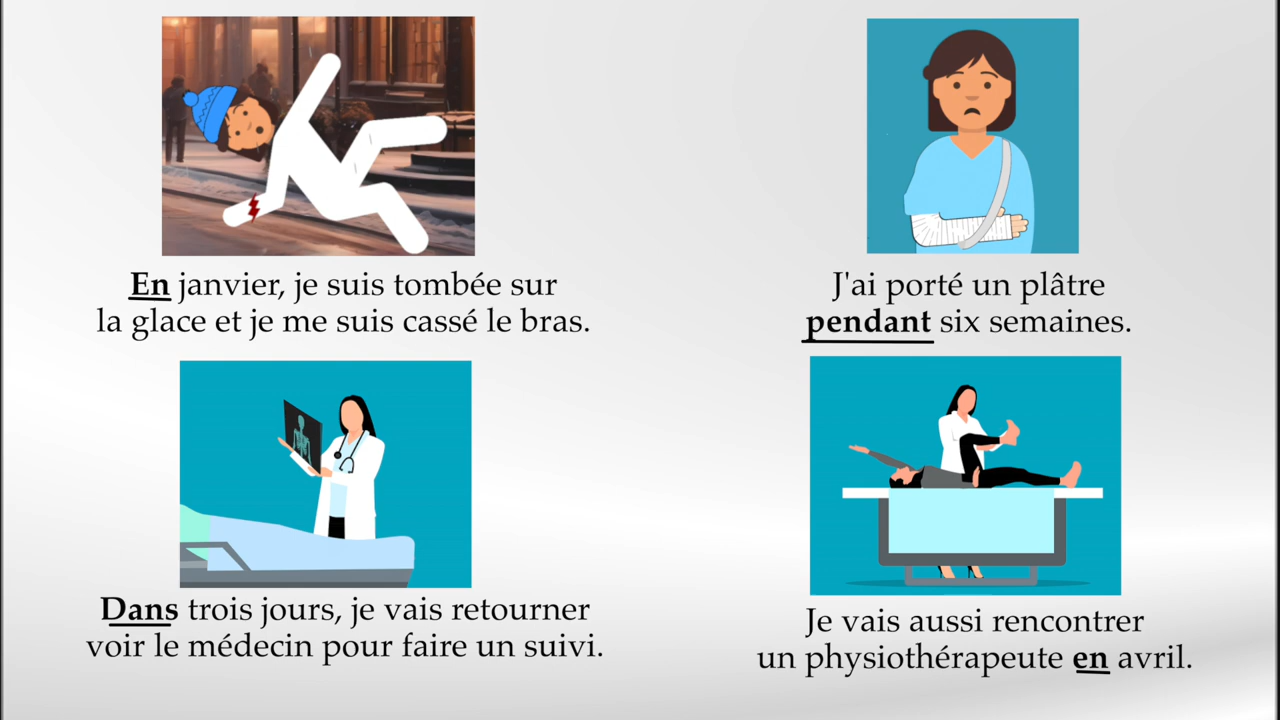 En janvier, je suis tombée sur
la glace et je me suis cassé le bras.
J'ai porté un plâtre
pendant six semaines.
Dans trois jours, je vais retourner
voir le médecin pour faire un suivi.
Je vais aussi rencontrer
un physiothérapeute en avril.